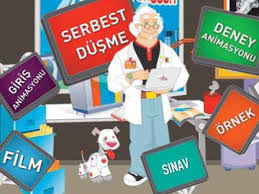 SERBEST
DÜŞME
DENEY
ANİMASYONU
GİRİŞ
ANİMASYONU
ÖRNEK
FİLM
SINAV